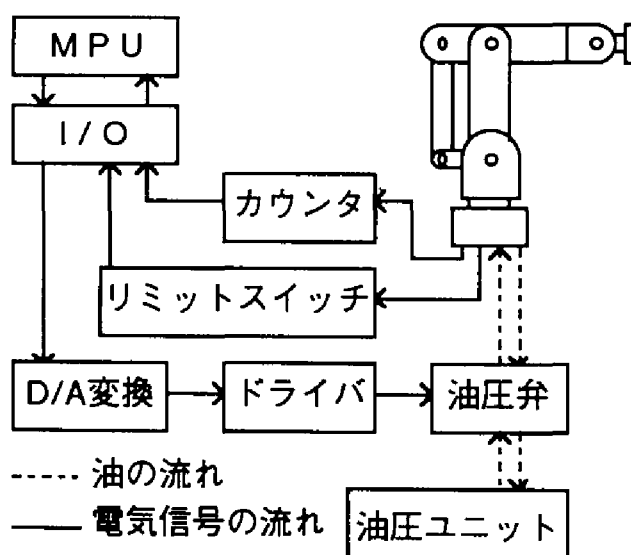 MPU
I/O
カウンタ
リミットスイッチ
D/A変換
ドライバ
油圧弁
油の流れ
電気信号の流れ
油圧ユニット